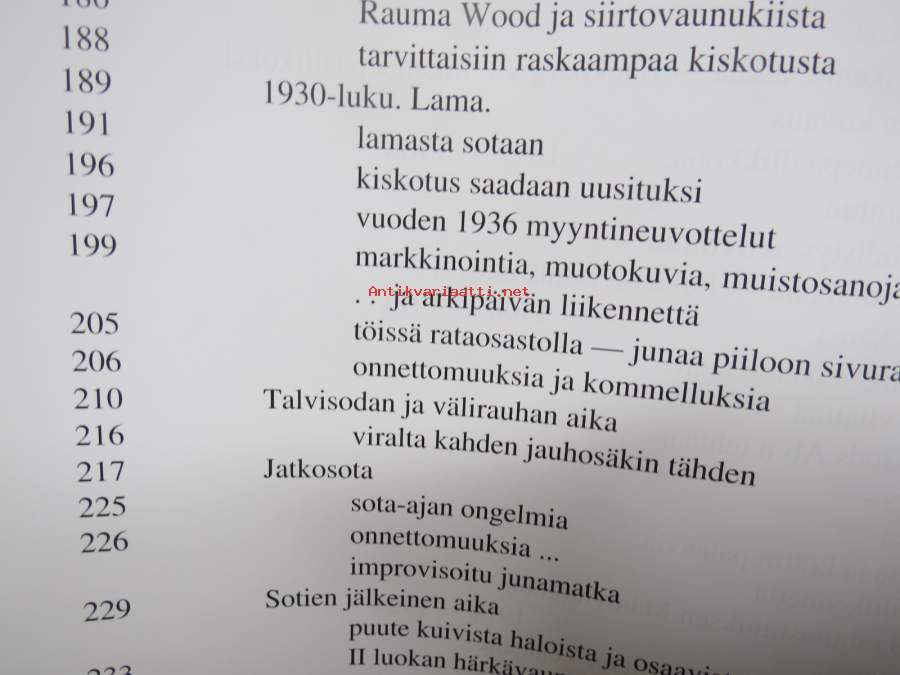 Rauma Wood ja siirtovaunukiista
188 tarvittaisiin raskaampaa kiskotusta
189 1930-luku. Lama.
191 lamasta sotaan
196 kiskotus saadaan uusituksi
197 vuoden 1936 myyntineuvottelut
199 markkinointia, muotokuvia, muistosanoja
Antikvariaatti.net
. . ja arkipäivän liikennettä
205 töissä rataosastolla — junaa piiloon
206 onnettomuuksia ja kommelluksia
210 Talvisodan ja välirauhan aika
216 viralta kahden jauhosäkin tähden
217 Jatkosota
225 sota-ajan ongelmia
226 onnettomuuksia ...
improvisoitu junamatka
229 Sotien jälkeinen aika
puute kuivista haloista ja
II luokan